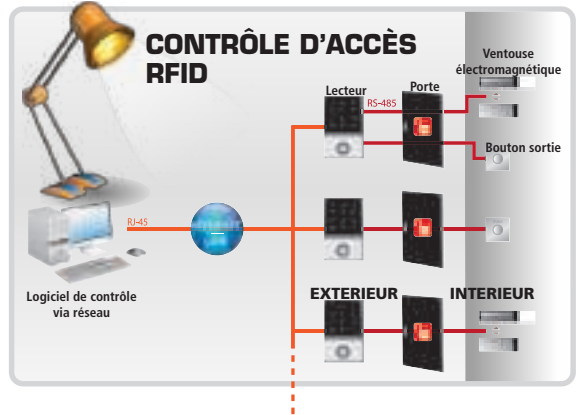 CONTRÔLE D'ACCÈS
RFID
Ventouse
électromagnétique
Lecteur
Porte
RS-485
Bouton sortie
RJ-45
Logiciel de contrôle
via réseau
EXTERIEUR
INTERIEUR